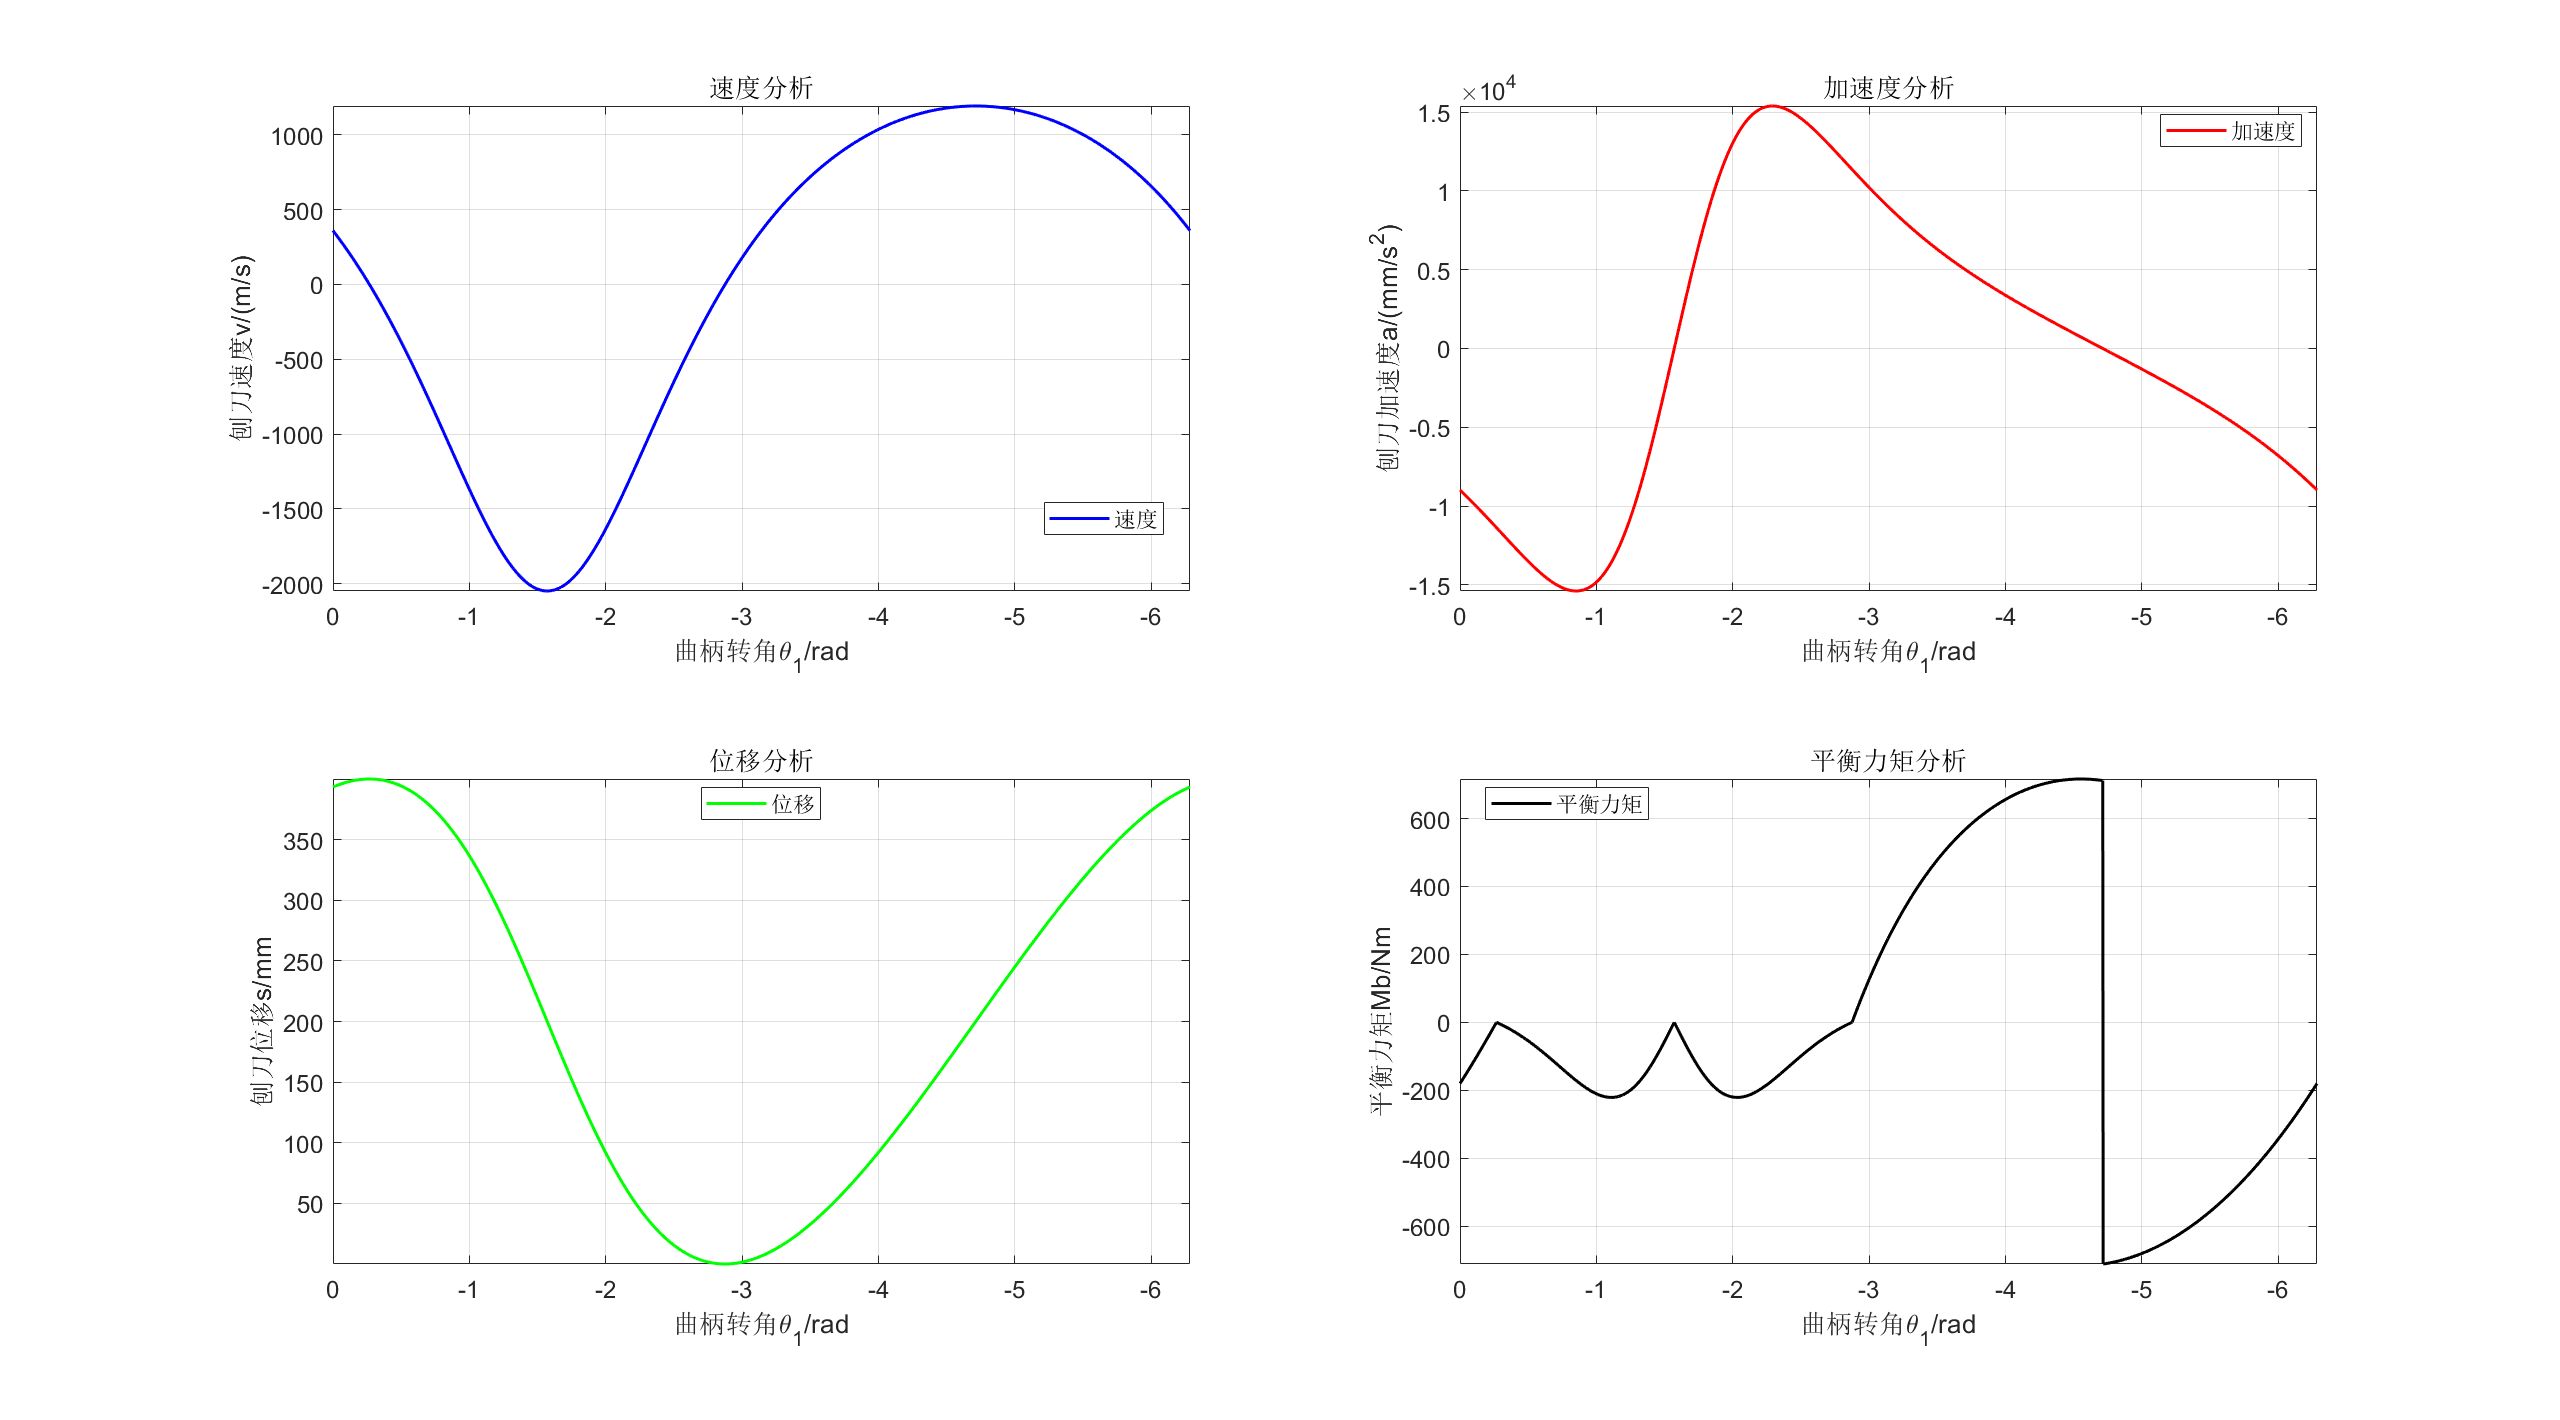 速度分析
1000
500
0
-500
-1000
-1500
-2000
刨刀速度v/(m/s)
速度
0 -1 -2 -3 -4 -5 -6
曲柄转角θ1/rad
加速度分析
×10^4
1.5
1
0.5
0
-0.5
-1
-1.5
刨刀加速度a/(mm/s^2)
加速度
0 -1 -2 -3 -4 -5 -6
曲柄转角θ1/rad
位移分析
350
300
250
200
150
100
50
刨刀位移s/mm
位移
0 -1 -2 -3 -4 -5 -6
曲柄转角θ1/rad
平衡力矩分析
600
400
200
0
-200
-400
-600
平衡力矩Mb/Nm
平衡力矩
0 -1 -2 -3 -4 -5 -6
曲柄转角θ1/rad